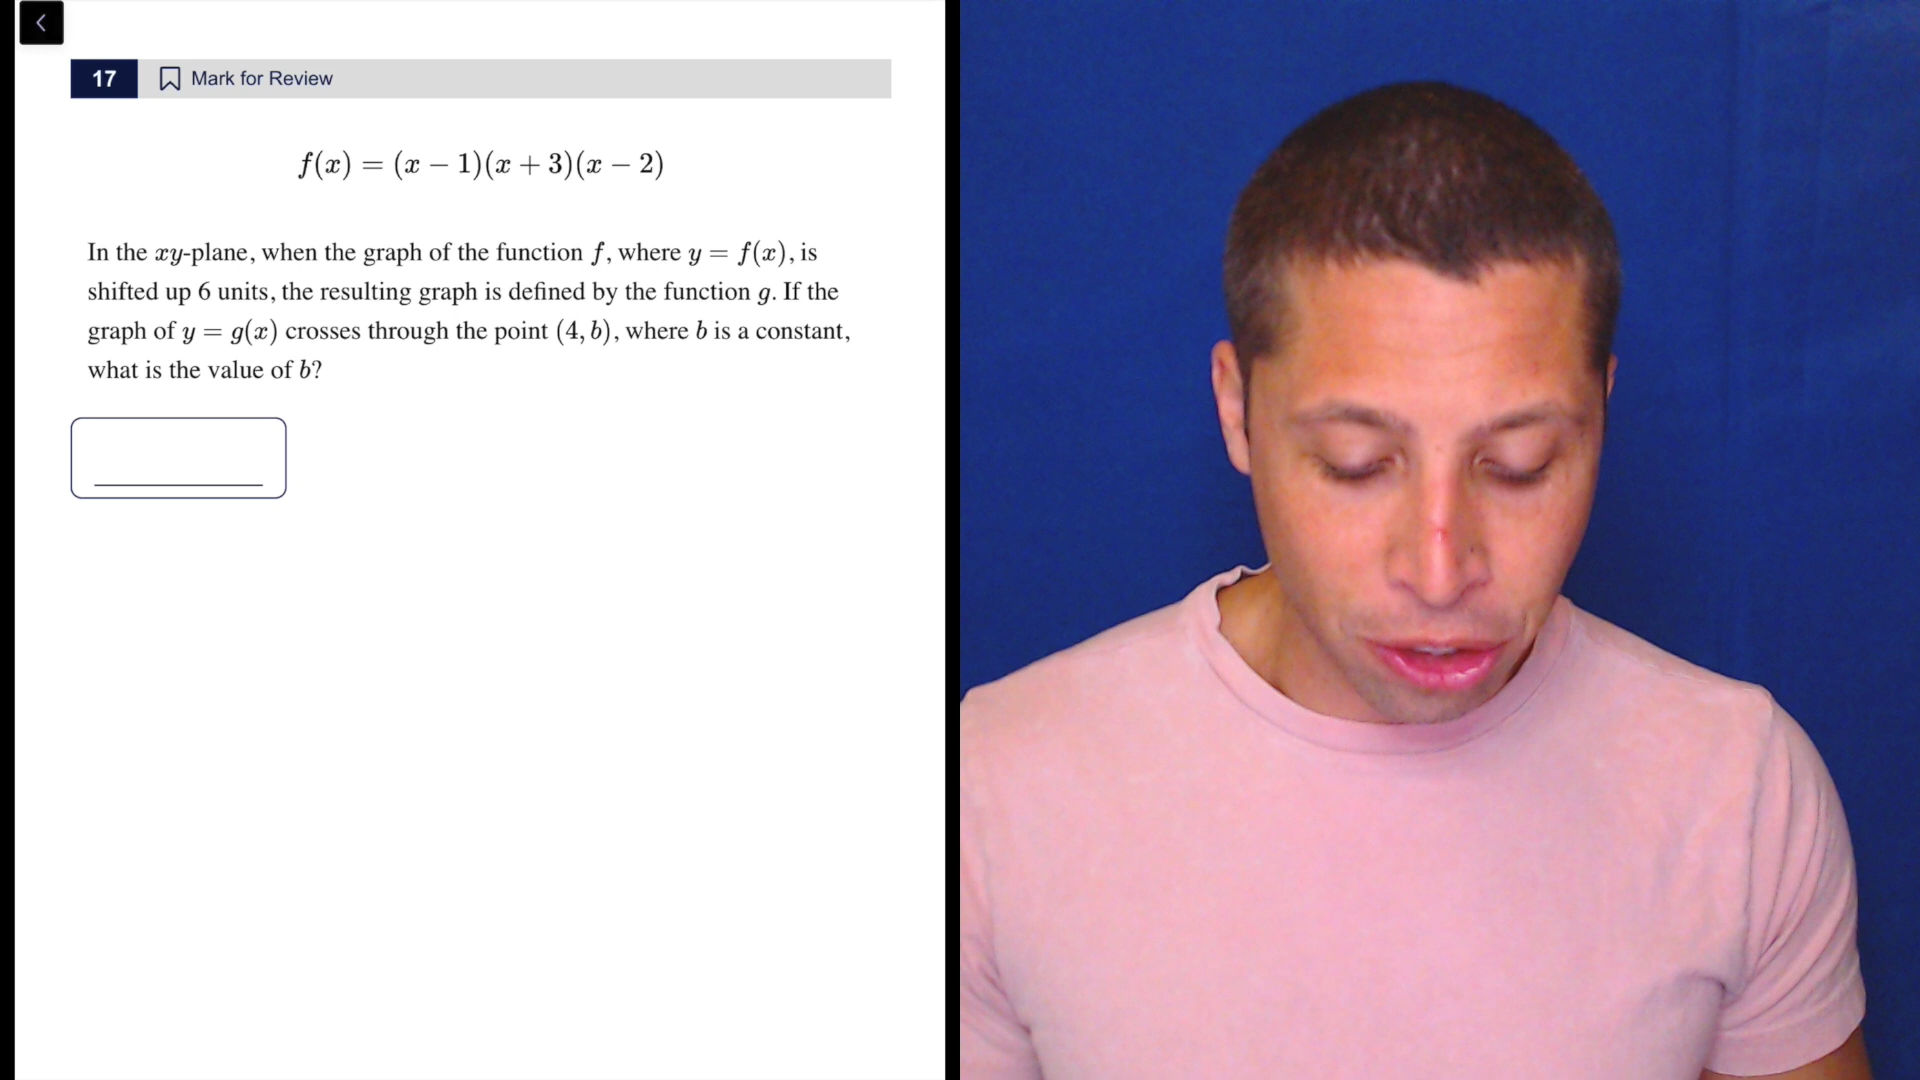 17 Mark for Review
f(x) = (x − 1)(x + 3)(x − 2)
In the xy-plane, when the graph of the function f, where y = f(x), is
shifted up 6 units, the resulting graph is defined by the function g. If the
graph of y = g(x) crosses through the point (4, b), where b is a constant,
what is the value of b?